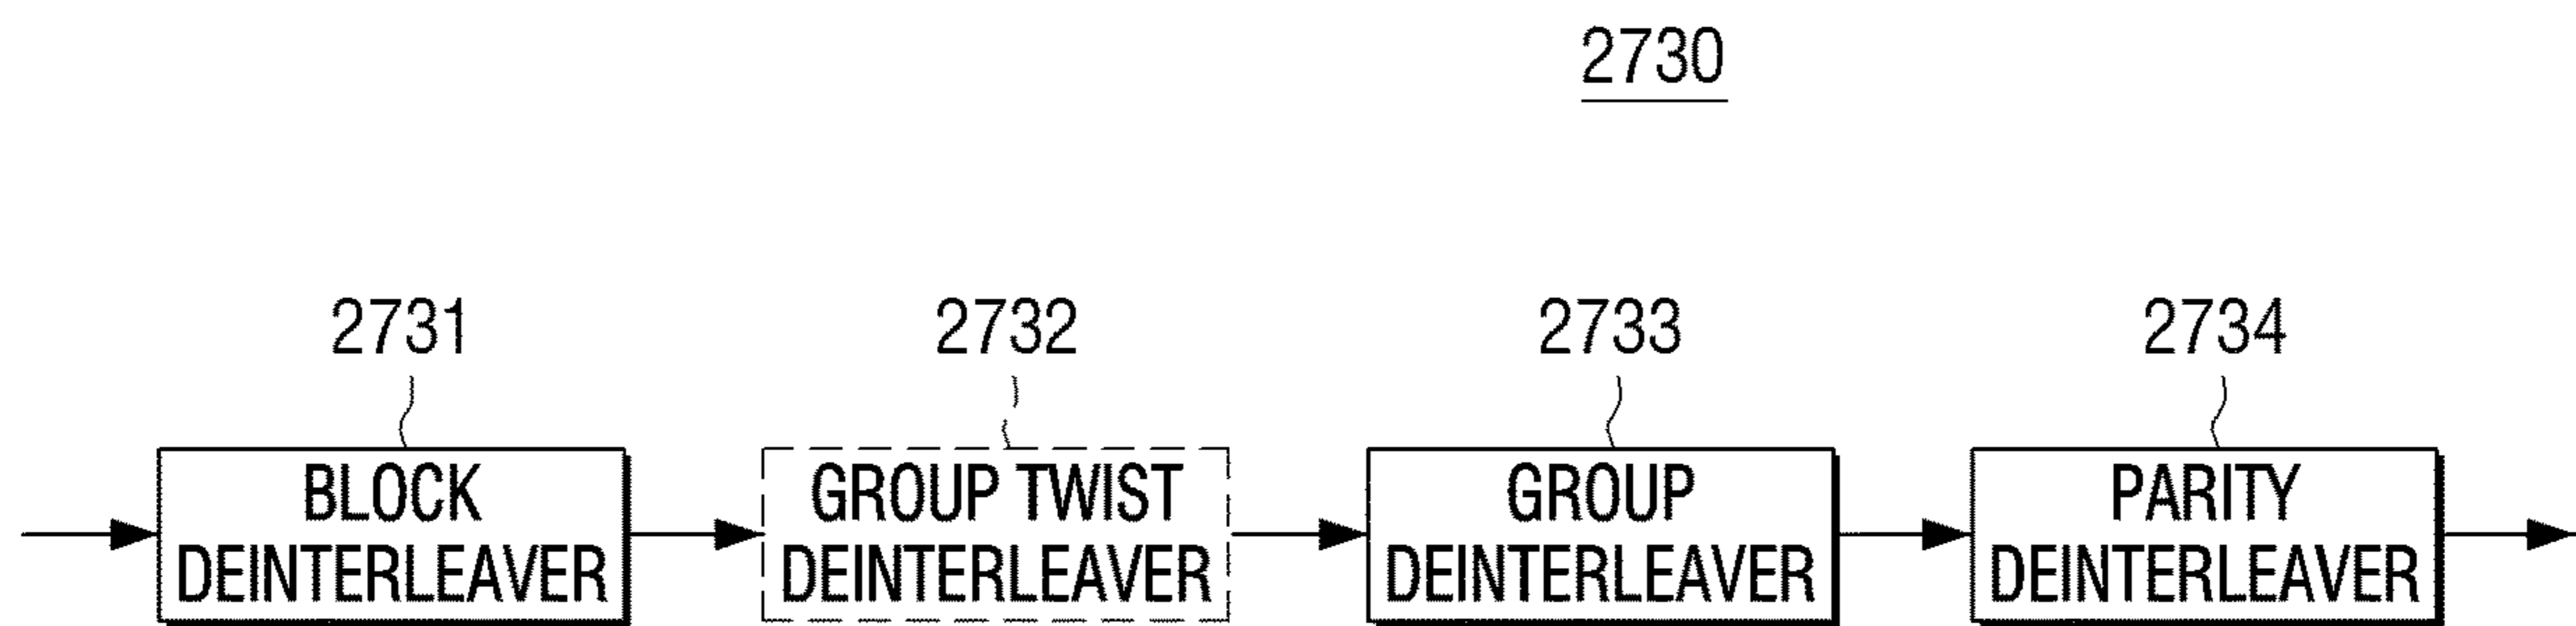 2730
2731
2732
2733
2734
BLOCK
DEINTERLEAVER
GROUP TWIST
DEINTERLEAVER
GROUP
DEINTERLEAVER
PARITY
DEINTERLEAVER